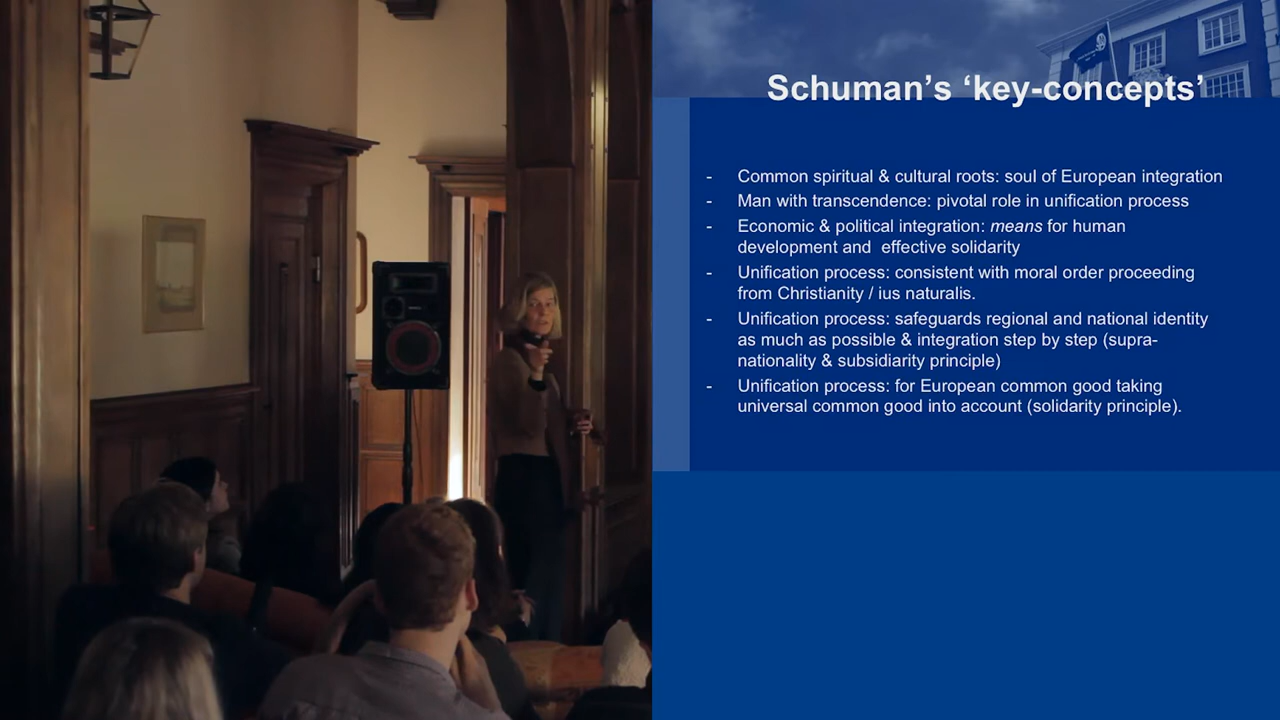 Schuman’s ‘key-concepts’
- Common spiritual & cultural roots: soul of European integration
- Man with transcendence: pivotal role in unification process
- Economic & political integration: means for human
development and effective solidarity
- Unification process: consistent with moral order proceeding
from Christianity / ius naturalis.
- Unification process: safeguards regional and national identity
as much as possible & integration step by step (supra-
nationality & subsidiarity principle)
- Unification process: for European common good taking
universal common good into account (solidarity principle).